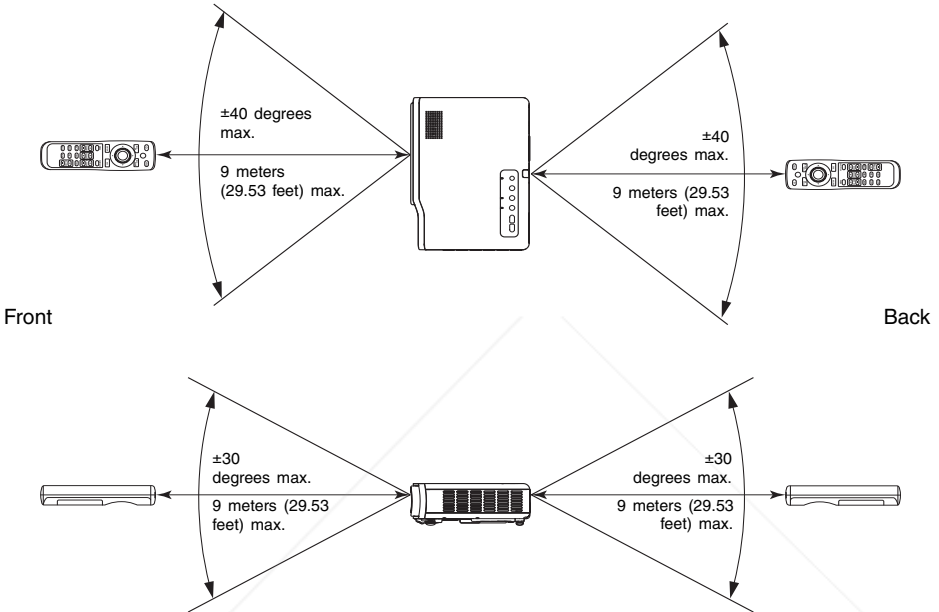 ±40 degrees
max.
9 meters
(29.53 feet) max.
±40
degrees max.
9 meters (29.53
feet) max.
Front
Back
±30
degrees max.
9 meters (29.53
feet) max.
±30
degrees max.
9 meters (29.53
feet) max.